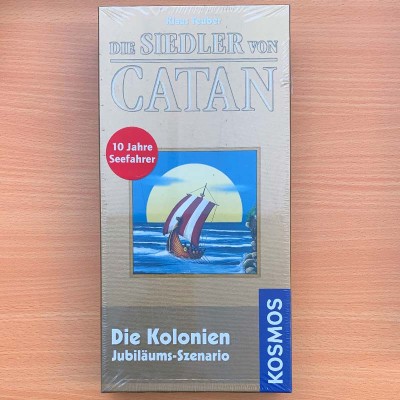 Klaus Teuber
DIE SIEDLER VON
CATAN
10 Jahre
Seefahrer
Die Kolonien
Jubiläums-Szenario
KOSMOS